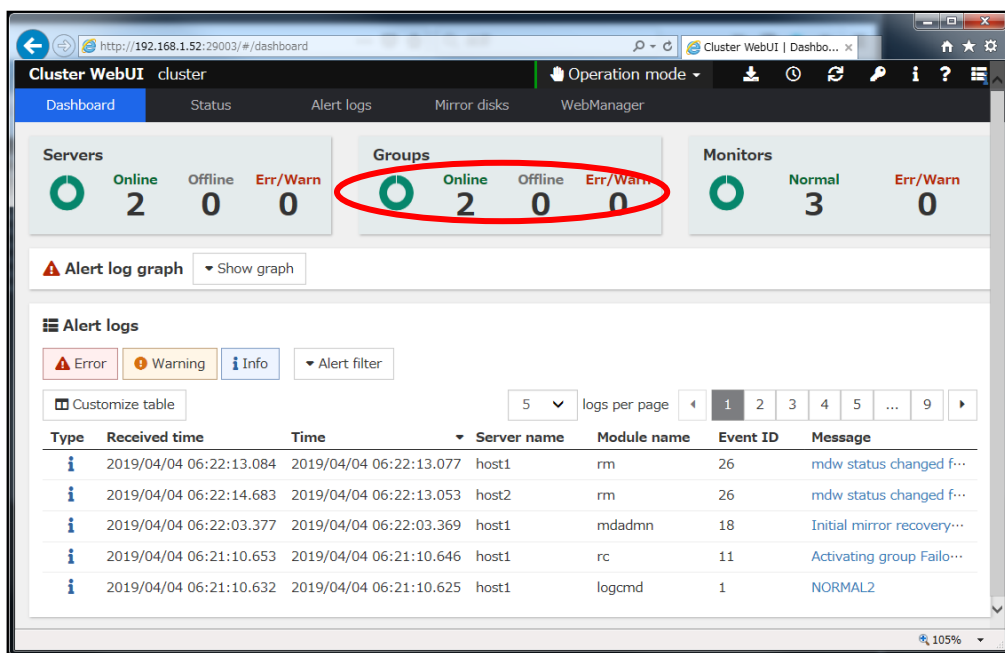 http://192.168.1.52:29003/#/dashboard
Cluster WebUI | Dashbo... ×
Cluster WebUI cluster Operation mode
Dashboard Status Alert logs Mirror disks WebManager
Servers Groups Monitors
Online Offline Err/Warn Online Offline Err/Warn Normal Err/Warn
2 0 0 2 0 0 3 0
Alert log graph Show graph
Alert logs
Error Warning Info Alert filter
Customize table 5 logs per page 1 2 3 4 5 ... 9
Type Received time Time Server name Module name Event ID Message
2019/04/04 06:22:13.084 2019/04/04 06:22:13.077 host1 rm 26 mdw status changed f…
2019/04/04 06:22:14.683 2019/04/04 06:22:13.053 host2 rm 26 mdw status changed f…
2019/04/04 06:22:03.377 2019/04/04 06:22:03.369 host1 mdadmn 18 Initial mirror recovery…
2019/04/04 06:21:10.653 2019/04/04 06:21:10.646 host1 rc 11 Activating group Failo…
2019/04/04 06:21:10.632 2019/04/04 06:21:10.625 host1 logcmd 1 NORMAL2
105%